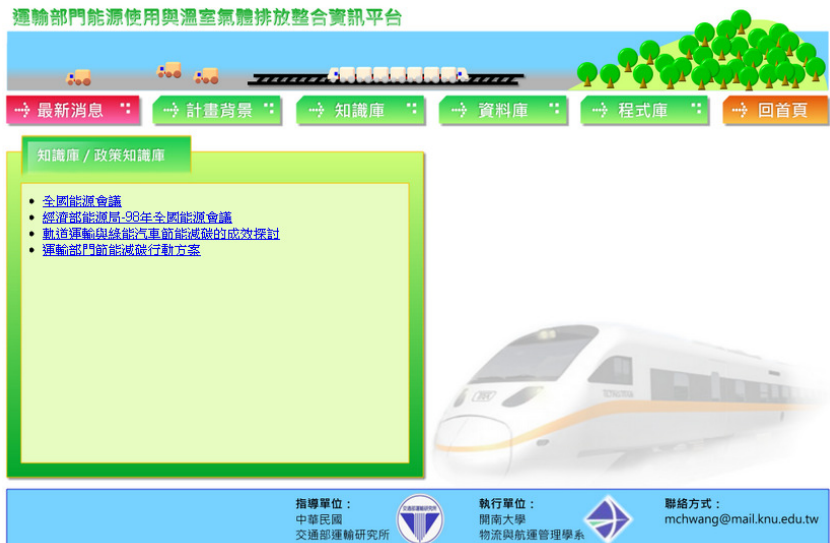 運輸部門能源使用與溫室氣體排放整合資訊平台
最新消息
計畫背景
知識庫
資料庫
程式庫
回首頁
知識庫 / 政策知識庫
全國能源會議
經濟部能源局-98年全國能源會議
軌道運輸與綠能汽車節能減碳的成效探討
運輸部門節能減碳行動方案
指導單位：
中華民國
交通部運輸研究所
執行單位：
開南大學
物流與航運管理學系
聯絡方式：
mchwang@mail.knu.edu.tw